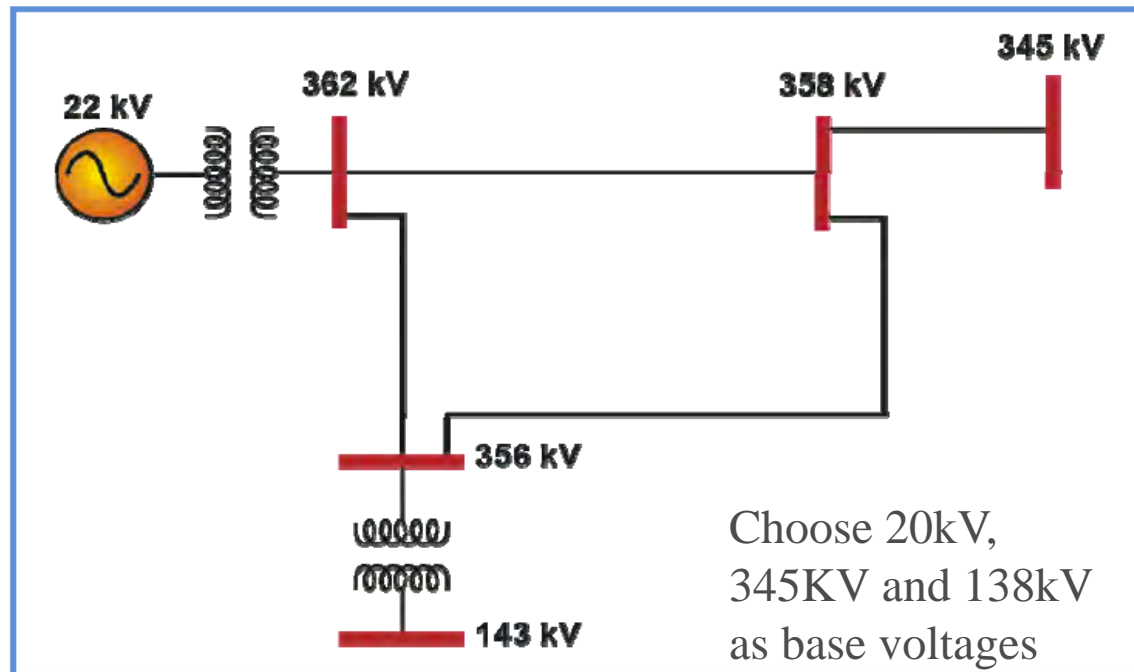 345 kV
362 kV
358 kV
22 kV
356 kV
Choose 20kV,
345KV and 138kV
as base voltages
143 kV